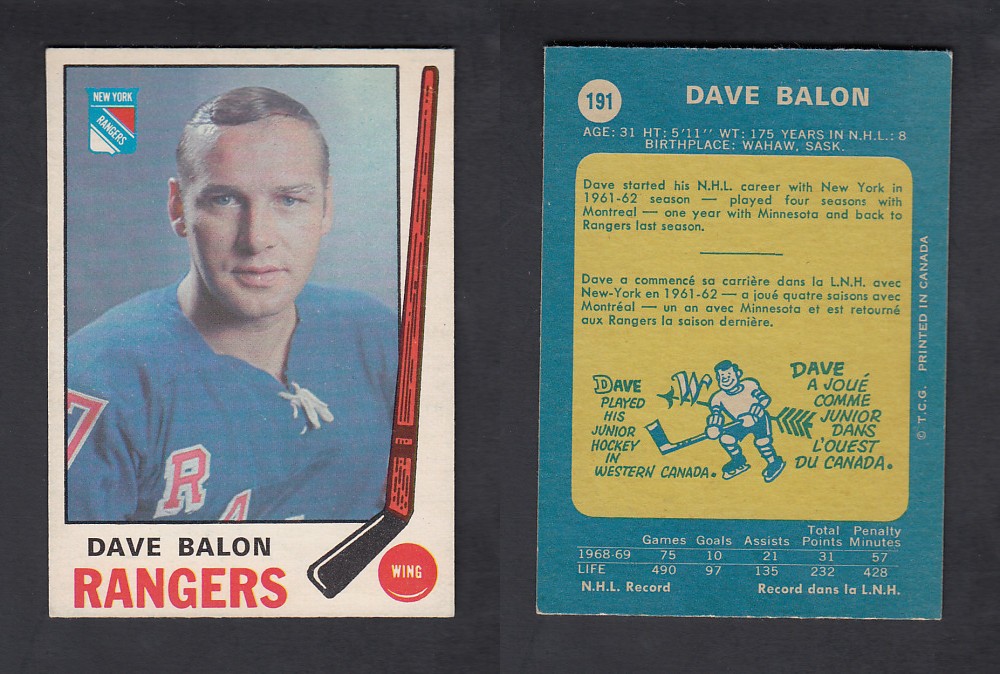 NEW YORK
RANGERS
7
RA
DAVE BALON
RANGERS
WING
191
DAVE BALON
AGE: 31 HT: 5'11'' WT: 175 YEARS IN N.H.L.: 8
BIRTHPLACE: WAHAW, SASK.
Dave started his N.H.L. career with New York in
1961-62 season — played four seasons with
Montreal — one year with Minnesota and back to
Rangers last season.
Dave a commencé sa carrière dans la L.N.H. avec
New-York en 1961-62 — a joué quatre saisons avec
Montréal — un an avec Minnesota et est retourné
aux Rangers la saison dernière.
DAVE
PLAYED
HIS
JUNIOR
HOCKEY
IN
WESTERN CANADA.
W
DAVE
A JOUÉ
COMME
JUNIOR
DANS
L'OUEST
DU CANADA.
© T.C.G. PRINTED IN CANADA
Total Penalty
Games Goals Assists Points Minutes
1968-69 75 10 21 31 57
LIFE 490 97 135 232 428
N.H.L. Record Record dans la L.N.H.